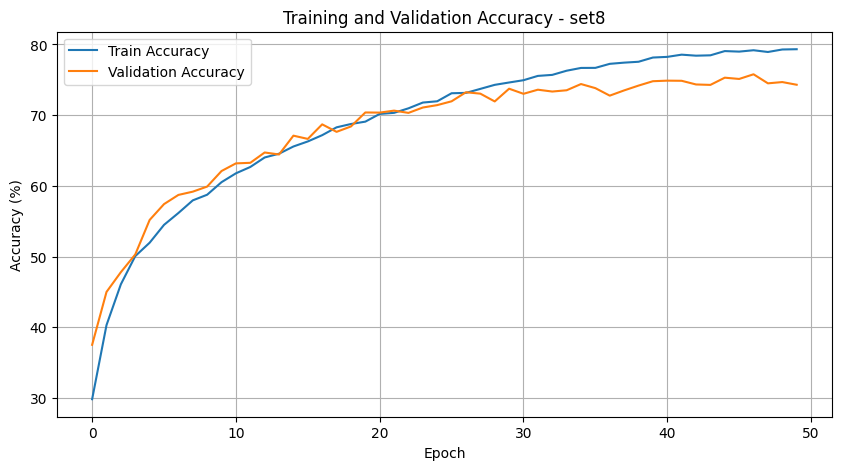 Training and Validation Accuracy - set8
Train Accuracy
Validation Accuracy
Accuracy (%)
80
70
60
50
40
30
0 10 20 30 40 50
Epoch